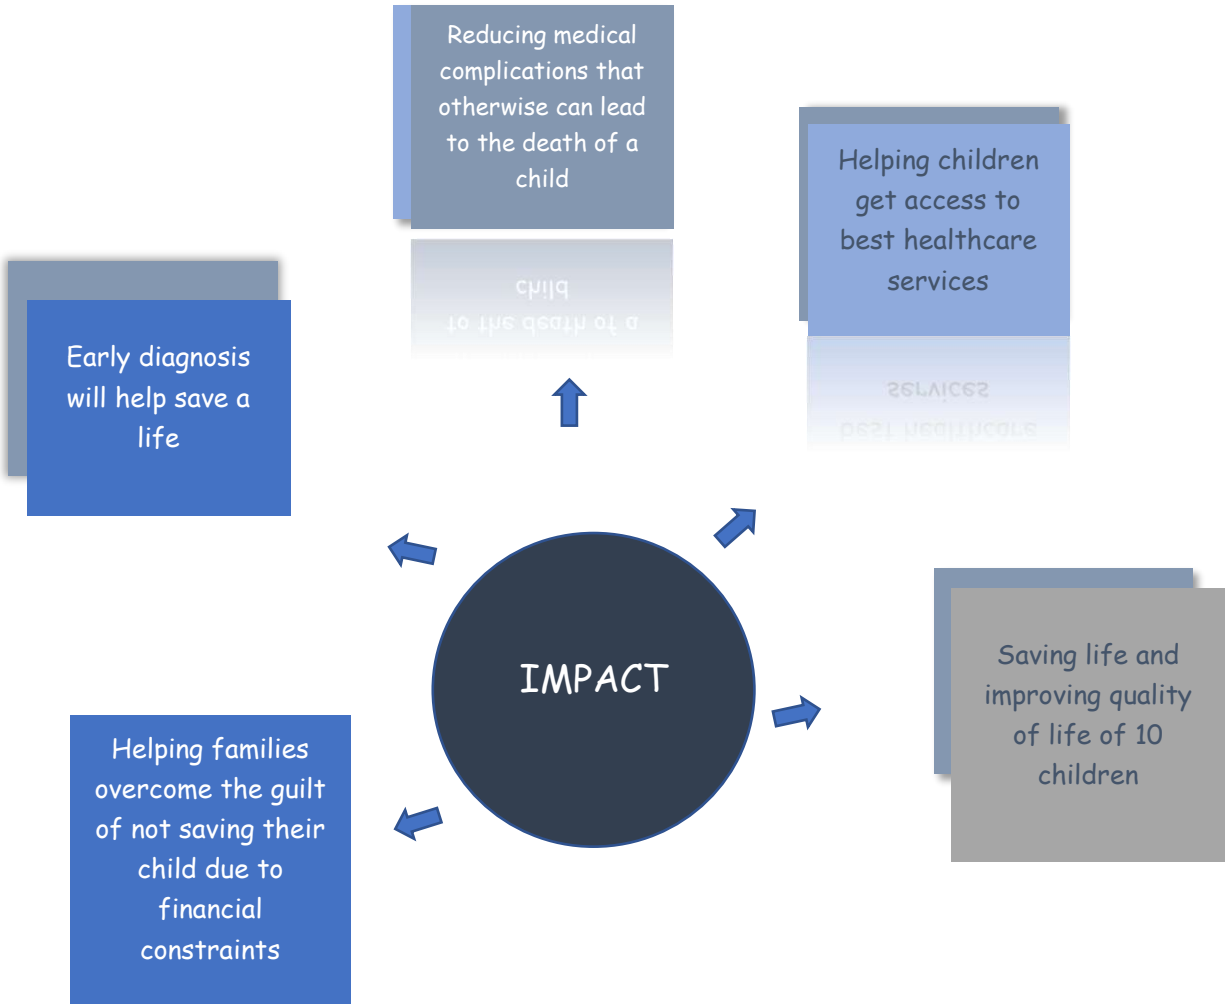 Reducing medical
complications that
otherwise can lead
to the death of a
child
Helping children
get access to
best healthcare
services
Early diagnosis
will help save a
life
IMPACT
Saving life and
improving quality
of life of 10
children
Helping families
overcome the guilt
of not saving their
child due to
financial
constraints